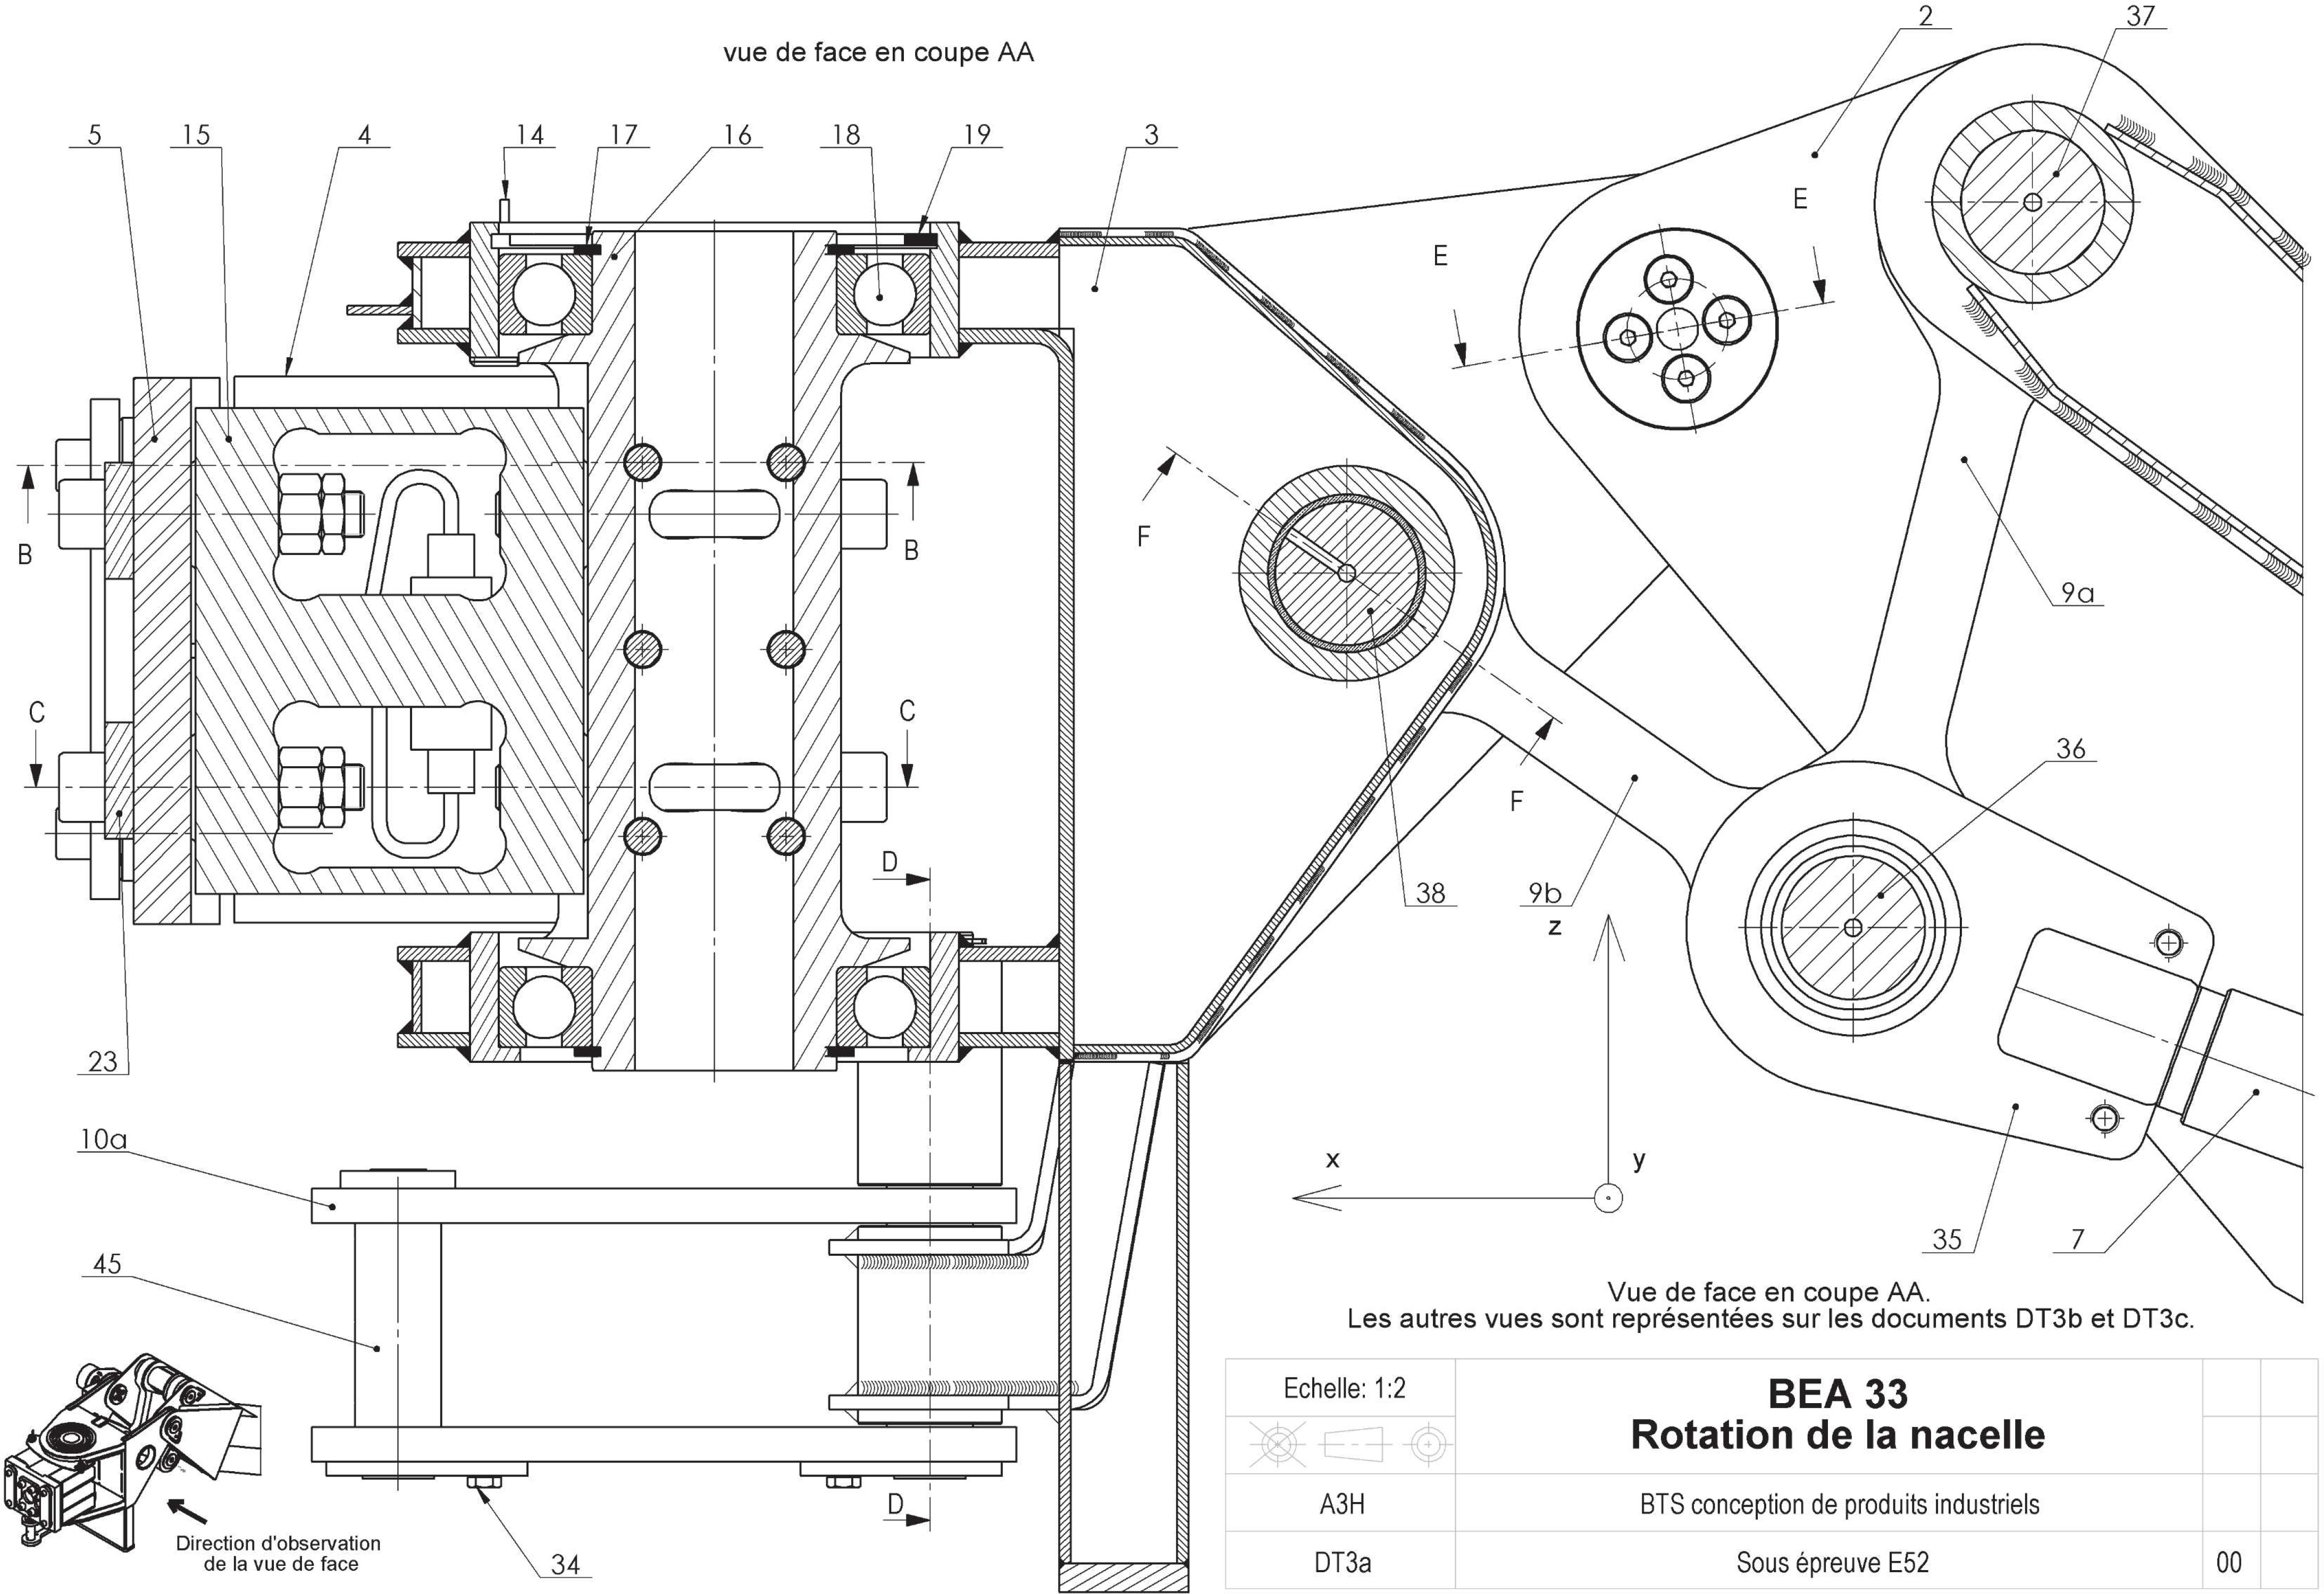 vue de face en coupe AA
2
37
5
15
4
14
17
16
18
19
3
E
E
F
9a
B
B
C
C
36
F
D
38
9b
z
23
10a
x
y
45
35
7
Vue de face en coupe AA.
Les autres vues sont représentées sur les documents DT3b et DT3c.
Echelle: 1:2
BEA 33
Rotation de la nacelle
A3H
BTS conception de produits industriels
D
Direction d'observation
de la vue de face
34
DT3a
Sous épreuve E52
00